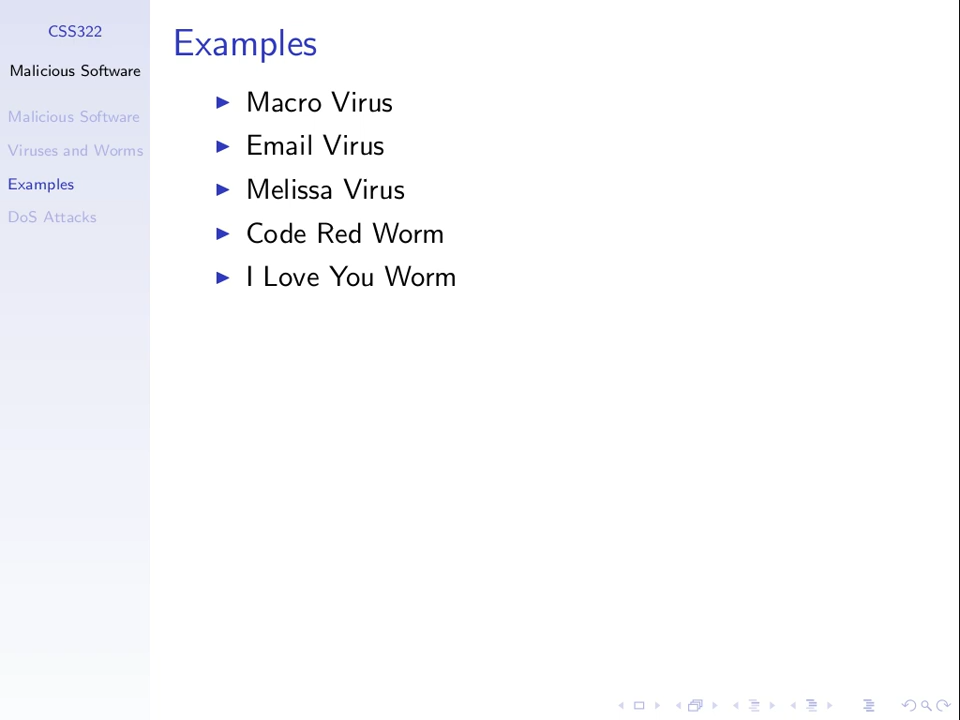 CSS322
Malicious Software
Malicious Software
Viruses and Worms
Examples
DoS Attacks
Examples
Macro Virus
Email Virus
Melissa Virus
Code Red Worm
I Love You Worm